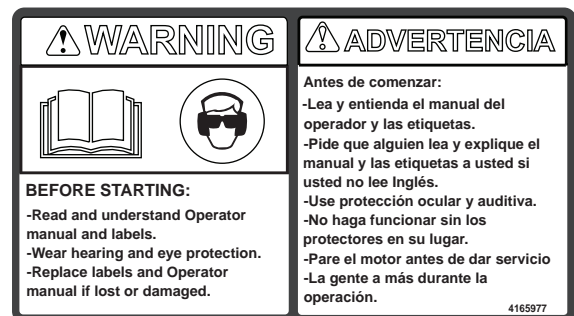 WARNING
BEFORE STARTING:
-Read and understand Operator
manual and labels.
-Wear hearing and eye protection.
-Replace labels and Operator
manual if lost or damaged.
ADVERTENCIA
Antes de comenzar:
-Lea y entienda el manual del
operador y las etiquetas.
-Pide que alguien lea y explique el
manual y las etiquetas a usted si
usted no lee Inglés.
-Use protección ocular y auditiva.
-No haga funcionar sin los
protectores en su lugar.
-Pare el motor antes de dar servicio
-La gente a más durante la
operación.
4165977